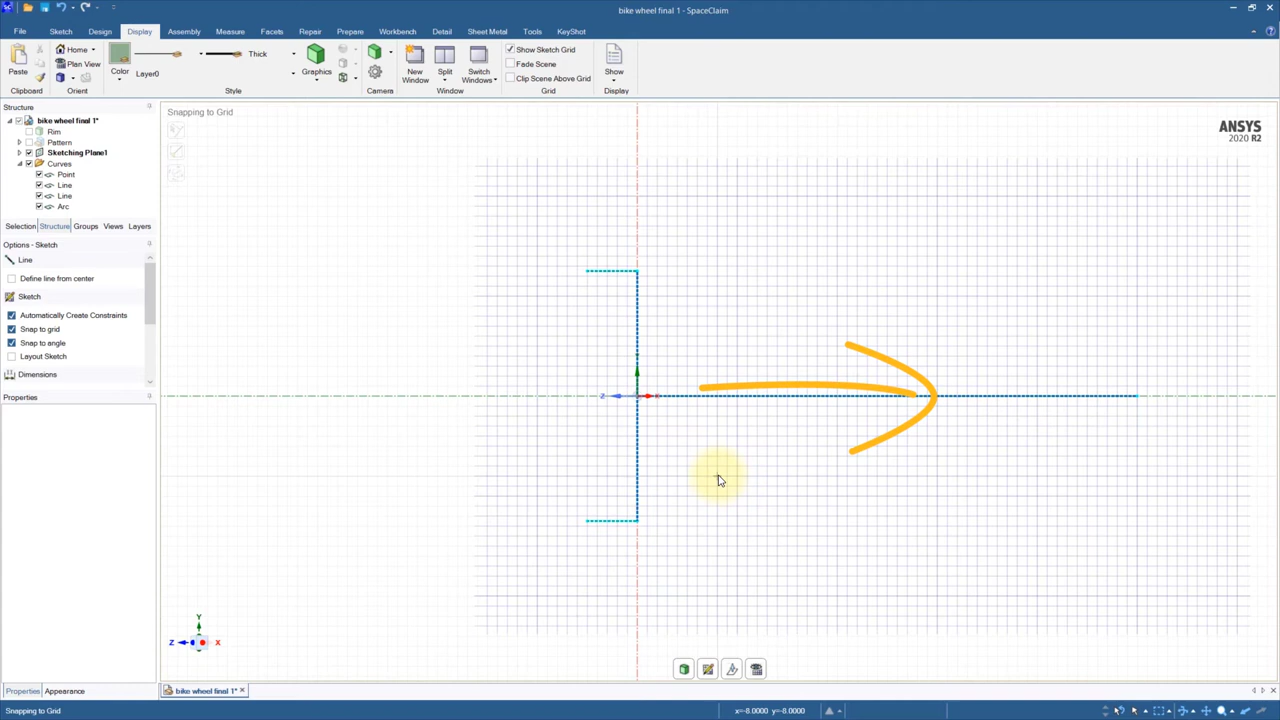 bike wheel final 1 - SpaceClaim
File Sketch Design Display Assembly Measure Facets Repair Prepare Workbench Detail Sheet Metal Tools KeyShot
Paste
Clipboard
Home
Plan View
Orient
Color
Layer0
Thick
Style
Graphics
Camera
New Window
Split
Switch Windows
Window
Show Sketch Grid
Fade Scene
Clip Scene Above Grid
Grid
Show
Display
Structure
bike wheel final 1*
Rim
Pattern
Sketching Plane1
Curves
Point
Line
Line
Arc
Selection Structure Groups Views Layers
Options - Sketch
Line
Define line from center
Sketch
Automatically Create Constraints
Snap to grid
Snap to angle
Layout Sketch
Dimensions
Properties
Properties Appearance
Snapping to Grid
ANSYS
2020 R2
Z X
Y
Z X
bike wheel final 1*
Snapping to Grid
x=-8.0000 y=-8.0000